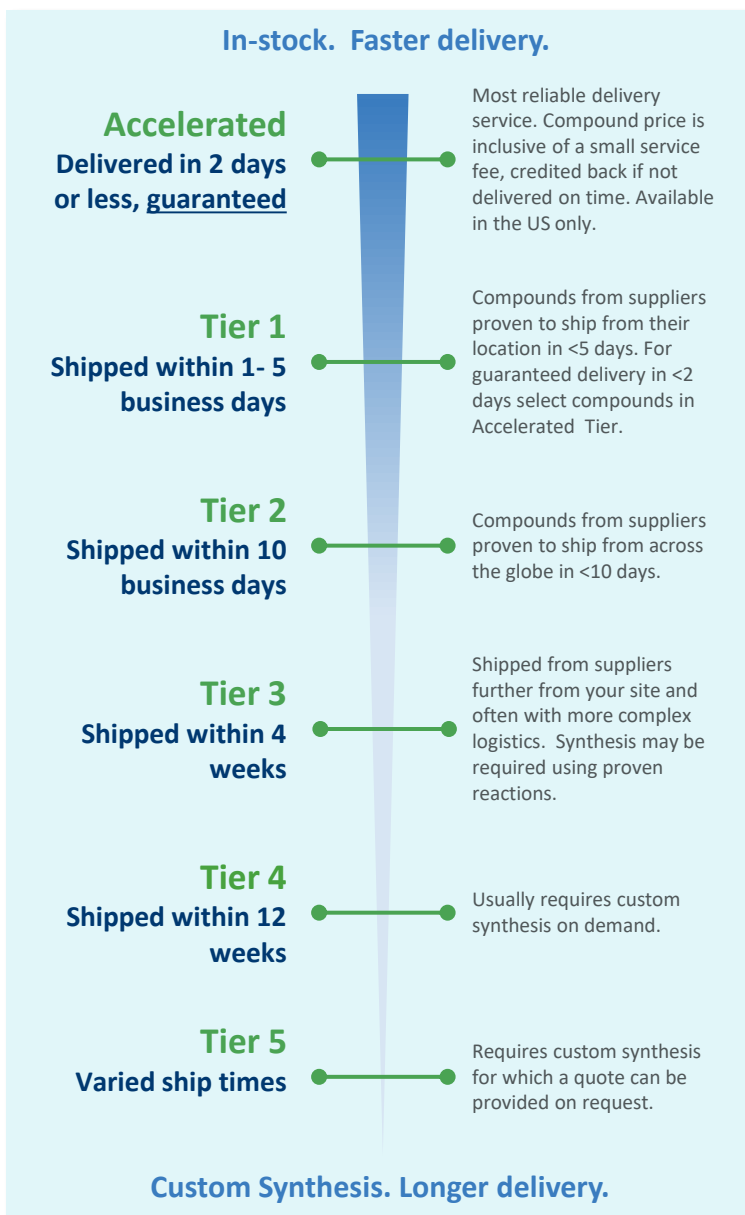 In-stock.  Faster delivery.
Accelerated
Delivered in 2 days
or less, guaranteed
Most reliable delivery
service. Compound price is
inclusive of a small service
fee, credited back if not
delivered on time. Available
in the US only.
Tier 1
Shipped within 1- 5
business days
Compounds from suppliers
proven to ship from their
location in <5 days. For
guaranteed delivery in <2
days select compounds in
Accelerated  Tier.
Tier 2
Shipped within 10
business days
Compounds from suppliers
proven to ship from across
the globe in <10 days.
Tier 3
Shipped within 4
weeks
Shipped from suppliers
further from your site and
often with more complex
logistics.  Synthesis may be
required using proven
reactions.
Tier 4
Shipped within 12
weeks
Usually requires custom
synthesis on demand.
Tier 5
Varied ship times
Requires custom synthesis
for which a quote can be
provided on request.
Custom Synthesis. Longer delivery.